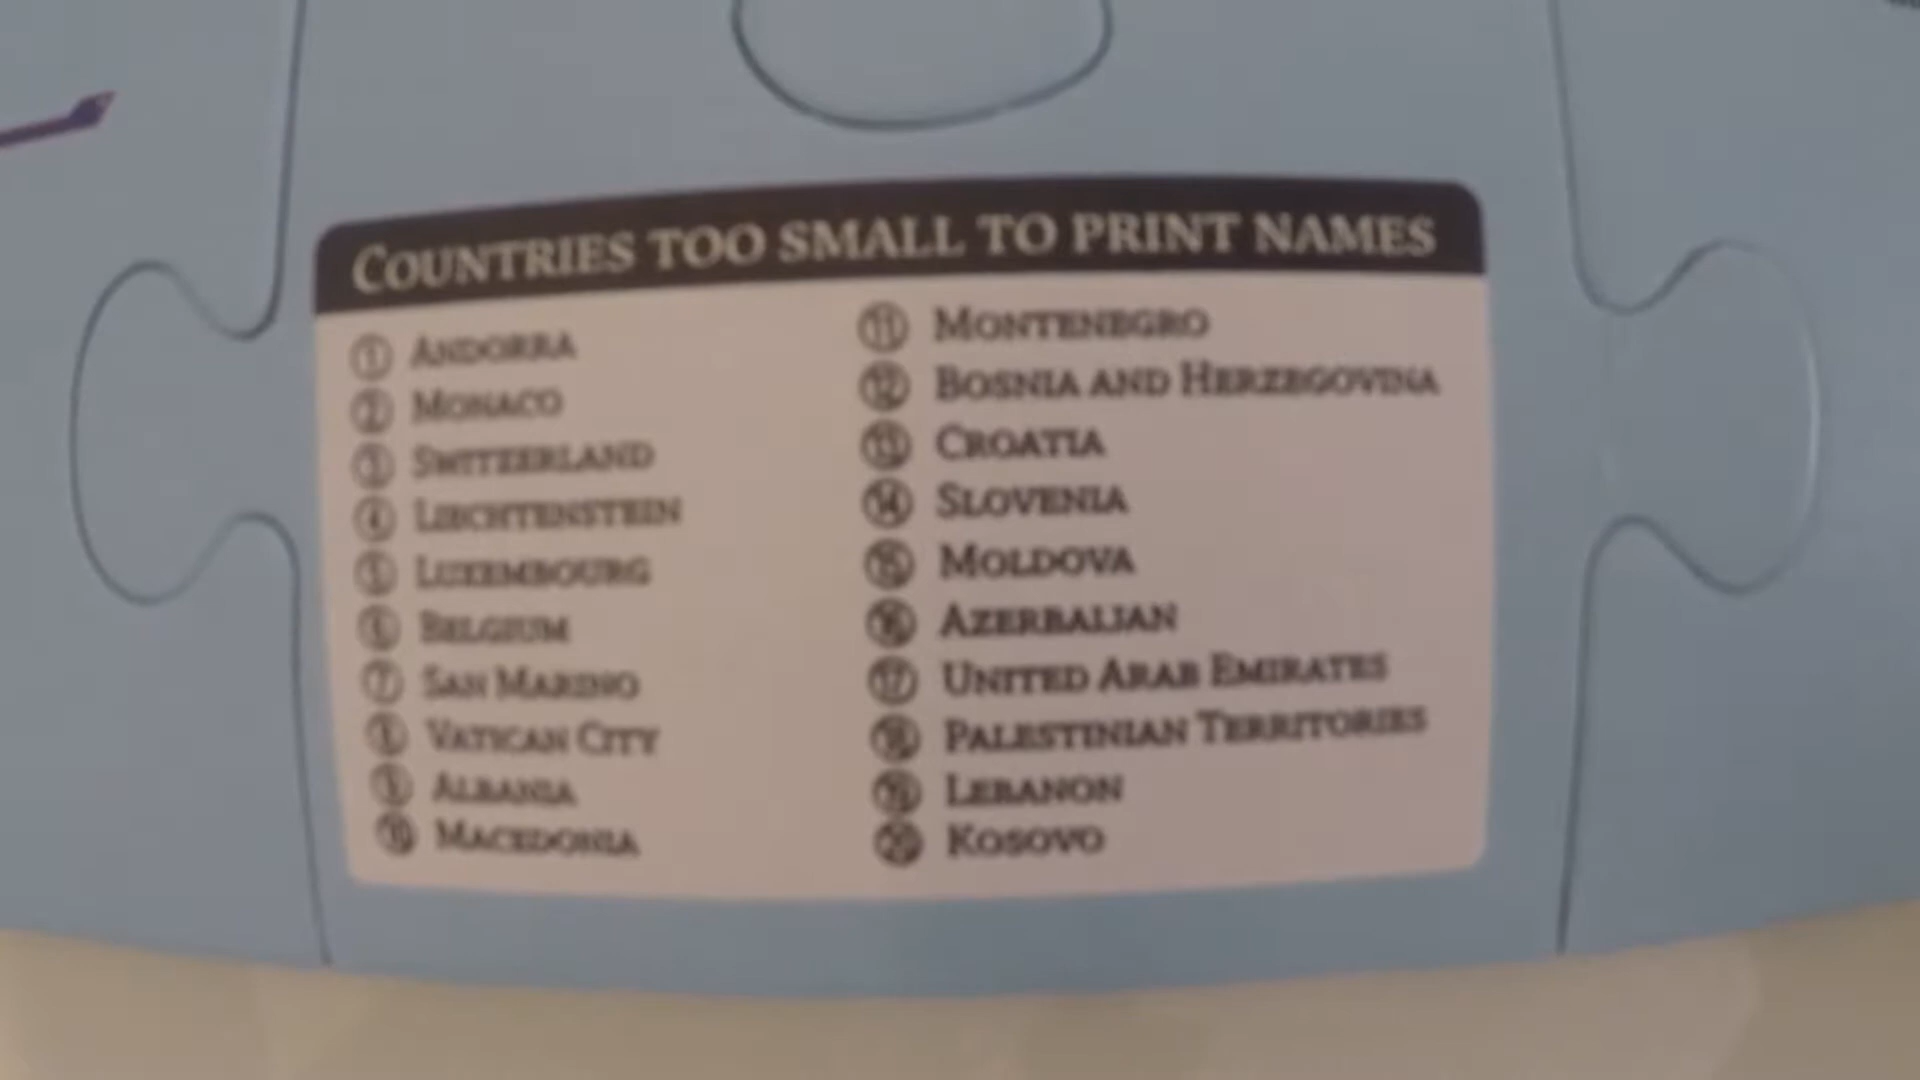 COUNTRIES TOO SMALL TO PRINT NAMES
① ANDORRA
② MONACO
③ SWITZERLAND
④ LIECHTENSTEIN
⑤ LUXEMBOURG
⑥ BELGIUM
⑦ SAN MARINO
⑧ VATICAN CITY
⑨ ALBANIA
⑩ MACEDONIA
⑪ MONTENEGRO
⑫ BOSNIA AND HERZEGOVINA
⑬ CROATIA
⑭ SLOVENIA
⑮ MOLDOVA
⑯ AZERBALJAN
⑰ UNITED ARAB EMIRATES
⑱ PALESTINIAN TERRITORIES
⑲ LEBANON
⑳ KOSOVO